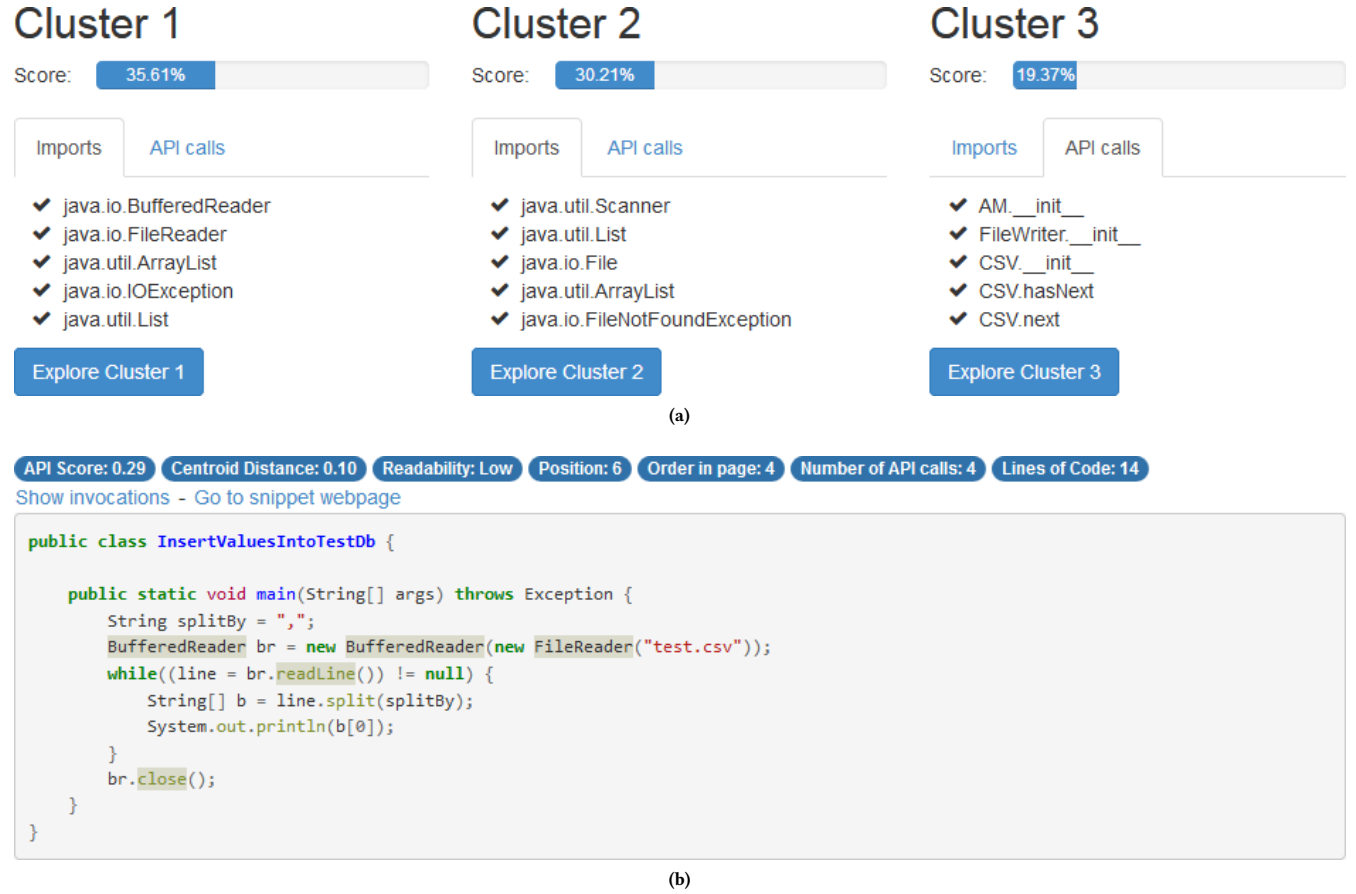 Cluster 1
Score: 35.61%
Imports API calls
java.io.BufferedReader
java.io.FileReader
java.util.ArrayList
java.io.IOException
java.util.List
Explore Cluster 1
Cluster 2
Score: 30.21%
Imports API calls
java.util.Scanner
java.util.List
java.io.File
java.util.ArrayList
java.io.FileNotFoundException
Explore Cluster 2
Cluster 3
Score: 19.37%
Imports API calls
AM.__init__
FileWriter.__init__
CSV.__init__
CSV.hasNext
CSV.next
Explore Cluster 3
(a)
API Score: 0.29 Centroid Distance: 0.10 Readability: Low Position: 6 Order in page: 4 Number of API calls: 4 Lines of Code: 14
Show invocations - Go to snippet webpage
public class InsertValuesIntoTestDb {
    public static void main(String[] args) throws Exception {
        String splitBy = ",";
        BufferedReader br = new BufferedReader(new FileReader("test.csv"));
        while((line = br.readLine()) != null) {
            String[] b = line.split(splitBy);
            System.out.println(b[0]);
        }
        br.close();
    }
}
(b)